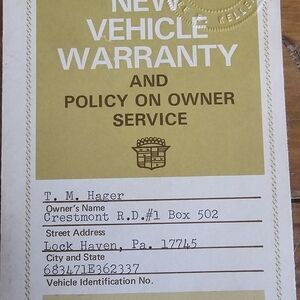 NEW
VEHICLE
WARRANTY
AND
POLICY ON OWNER
SERVICE
T. M. Hager
Owner's Name
Crestmont R.D.#1 Box 502
Street Address
Lock Haven, Pa. 17745
City and State
683471E362337
Vehicle Identification No.